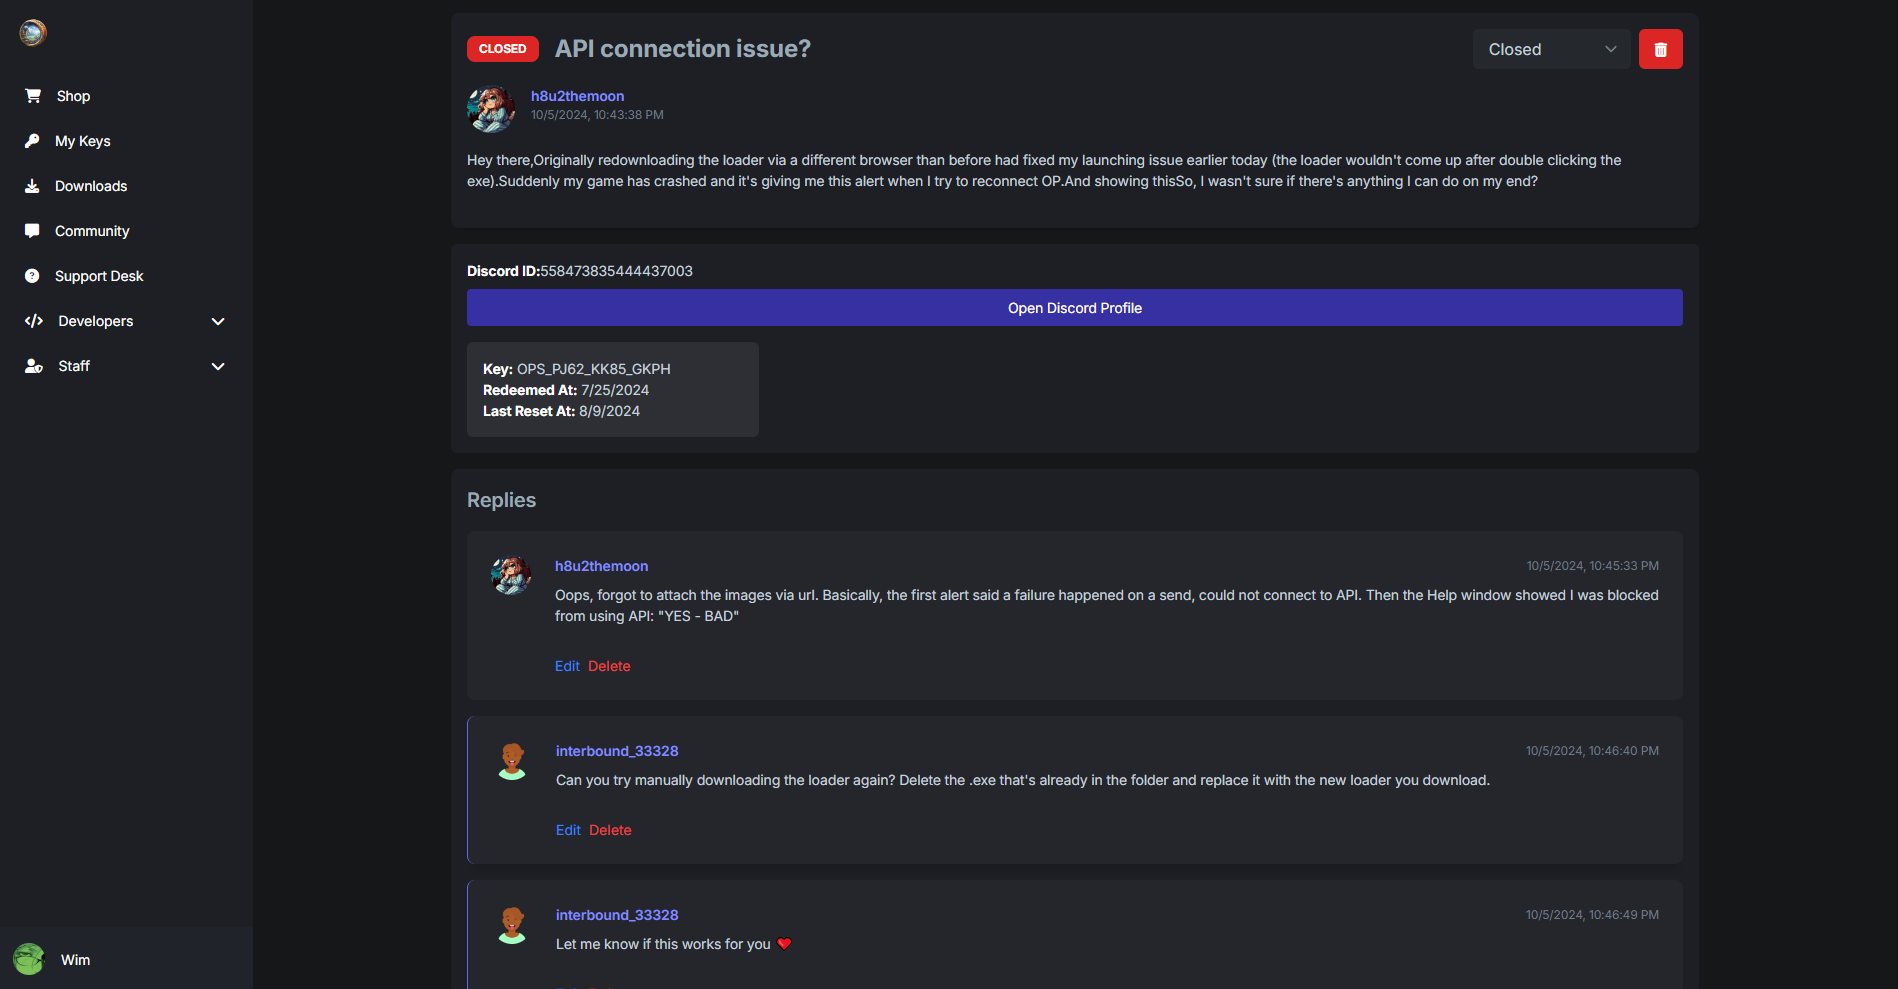 Shop
My Keys
Downloads
Community
Support Desk
Developers
Staff
Wim
CLOSED
API connection issue?
Closed
h8u2themoon
10/5/2024, 10:43:38 PM
Hey there,Originally redownloading the loader via a different browser than before had fixed my launching issue earlier today (the loader wouldn't come up after double clicking the
exe).Suddenly my game has crashed and it's giving me this alert when I try to reconnect OP.And showing thisSo, I wasn't sure if there's anything I can do on my end?
Discord ID:558473835444437003
Open Discord Profile
Key: OPS_PJ62_KK85_GKPH
Redeemed At: 7/25/2024
Last Reset At: 8/9/2024
Replies
h8u2themoon
10/5/2024, 10:45:33 PM
Oops, forgot to attach the images via url. Basically, the first alert said a failure happened on a send, could not connect to API. Then the Help window showed I was blocked
from using API: "YES - BAD"
Edit Delete
interbound_33328
10/5/2024, 10:46:40 PM
Can you try manually downloading the loader again? Delete the .exe that's already in the folder and replace it with the new loader you download.
Edit Delete
interbound_33328
10/5/2024, 10:46:49 PM
Let me know if this works for you ❤️